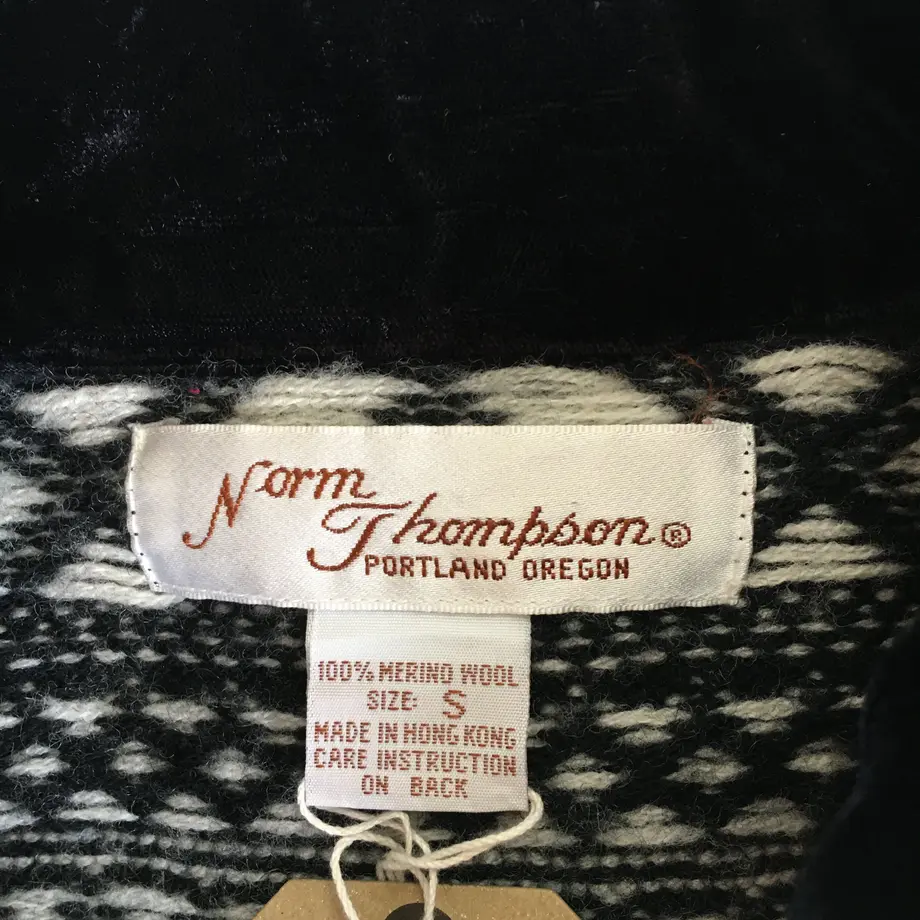 Norm
Thompson®
PORTLAND OREGON
100% MERINO WOOL
SIZE: S
MADE IN HONG KONG
CARE INSTRUCTION
ON BACK